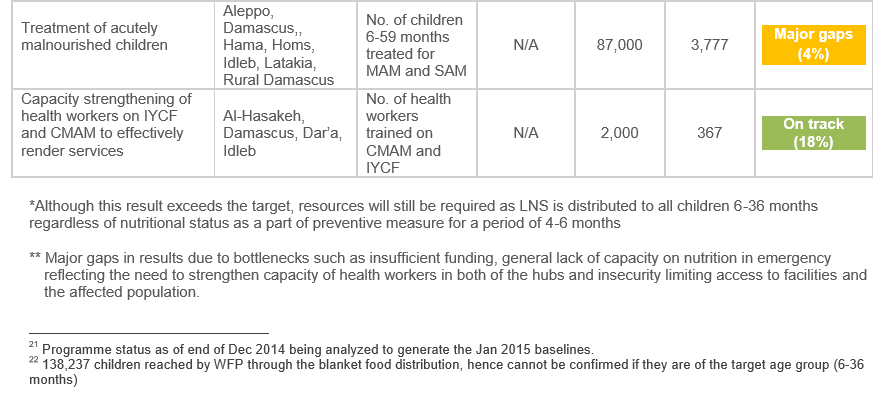 Treatment of acutely
malnourished children
Aleppo,
Damascus,,
Hama, Homs,
Idleb, Latakia,
Rural Damascus
No. of children
6-59 months
treated for
MAM and SAM
N/A
87,000
3,777
Major gaps
(4%)
Capacity strengthening of
health workers on IYCF
and CMAM to effectively
render services
Al-Hasakeh,
Damascus, Dar’a,
Idleb
No. of health
workers
trained on
CMAM and
IYCF
N/A
2,000
367
On track
(18%)
*Although this result exceeds the target, resources will still be required as LNS is distributed to all children 6-36 months
regardless of nutritional status as a part of preventive measure for a period of 4-6 months
** Major gaps in results due to bottlenecks such as insufficient funding, general lack of capacity on nutrition in emergency
reflecting the need to strengthen capacity of health workers in both of the hubs and insecurity limiting access to facilities and
the affected population.
21 Programme status as of end of Dec 2014 being analyzed to generate the Jan 2015 baselines.
22 138,237 children reached by WFP through the blanket food distribution, hence cannot be confirmed if they are of the target age group (6-36
months)